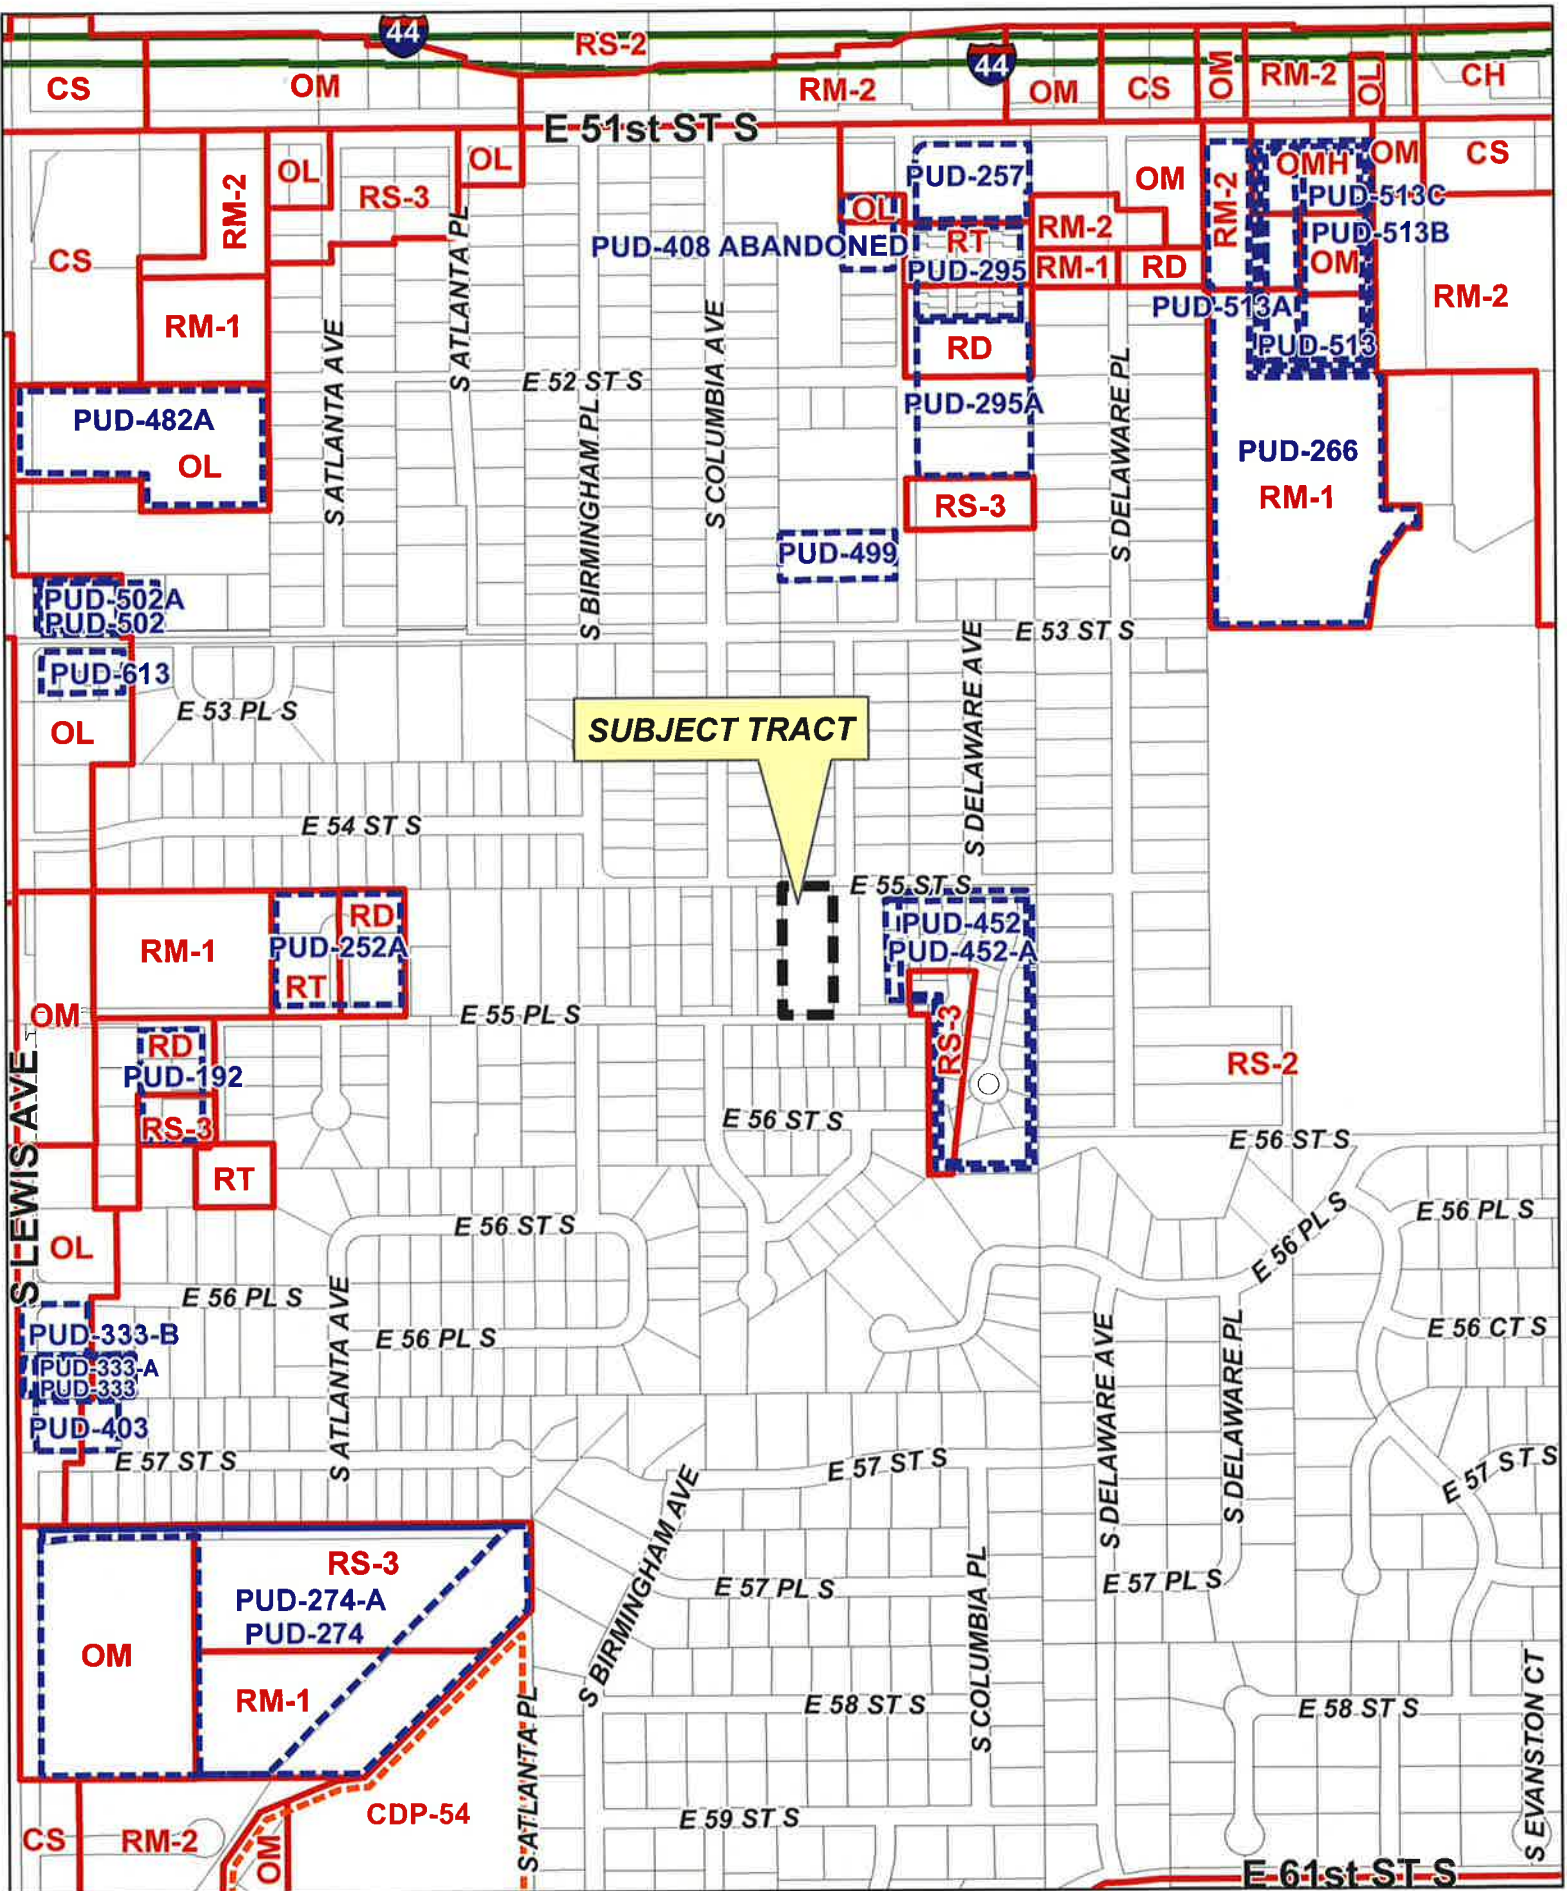 44
RS-2
44
CS
OM
RM-2
OM
CS
OM
RM-2
OL
CH
E 51st ST S
OL
RM-2
OL
RS-3
CS
RM-1
S ATLANTA PL
S ATLANTA AVE
PUD-257
OL
PUD-408 ABANDONED
RT
PUD-295
RD
PUD-295A
RS-3
OM
RM-2
RM-1
RD
RM-2
OMH
PUD-513C
PUD-513B
OM
PUD-513A
PUD-513
OM
CS
RM-2
E 52 ST S
S BIRMINGHAM PL
S COLUMBIA AVE
S DELAWARE PL
PUD-482A
OL
PUD-266
RM-1
PUD-499
PUD-502A
PUD-502
E 53 ST S
PUD-613
E 53 PL S
OL
S DELAWARE AVE
SUBJECT TRACT
E 54 ST S
E 55 ST S
RM-1
RD
PUD-252A
RT
PUD-452
PUD-452-A
RS-3
OM
E 55 PL S
RD
PUD-192
RS-3
RT
RS-2
S LEWIS AVE
E 56 ST S
E 56 ST S
E 56 ST S
E 56 PL S
E 56 PL S
OL
E 56 PL S
S ATLANTA AVE
E 56 PL S
PUD-333-B
PUD-333-A
PUD-333
PUD-403
S DELAWARE AVE
S DELAWARE PL
E 56 CT S
E 57 ST S
E 57 ST S
E 57 ST S
S BIRMINGHAM AVE
RS-3
PUD-274-A
PUD-274
OM
RM-1
E 57 PL S
E 57 PL S
S COLUMBIA PL
S ATLANTA PL
E 58 ST S
E 58 ST S
S EVANSTON CT
CS
RM-2
OM
CDP-54
E 59 ST S
E 61st ST S